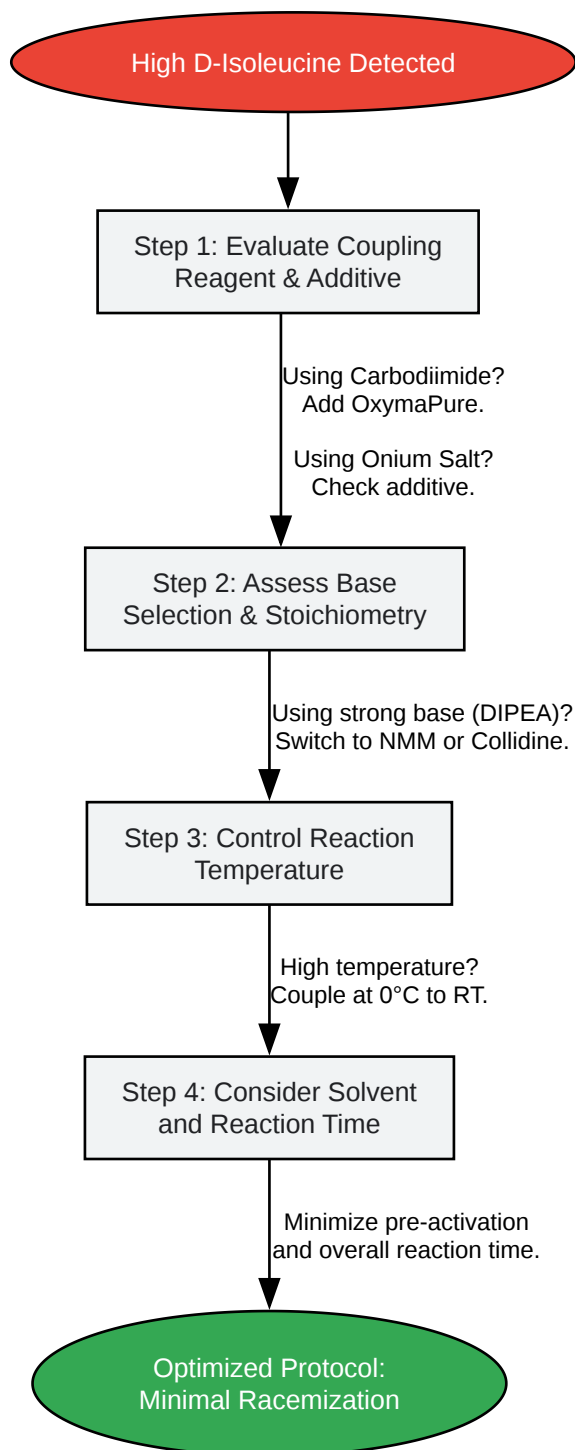 High D-Isoleucine Detected
Step 1: Evaluate Coupling
Reagent & Additive
Using Carbodiimide?
Add OxymaPure.
Using Onium Salt?
Check additive.
Step 2: Assess Base
Selection & Stoichiometry
Using strong base (DIPEA)?
Switch to NMM or Collidine.
Step 3: Control Reaction
Temperature
High temperature?
Couple at 0°C to RT.
Step 4: Consider Solvent
and Reaction Time
Minimize pre-activation
and overall reaction time.
Optimized Protocol:
Minimal Racemization